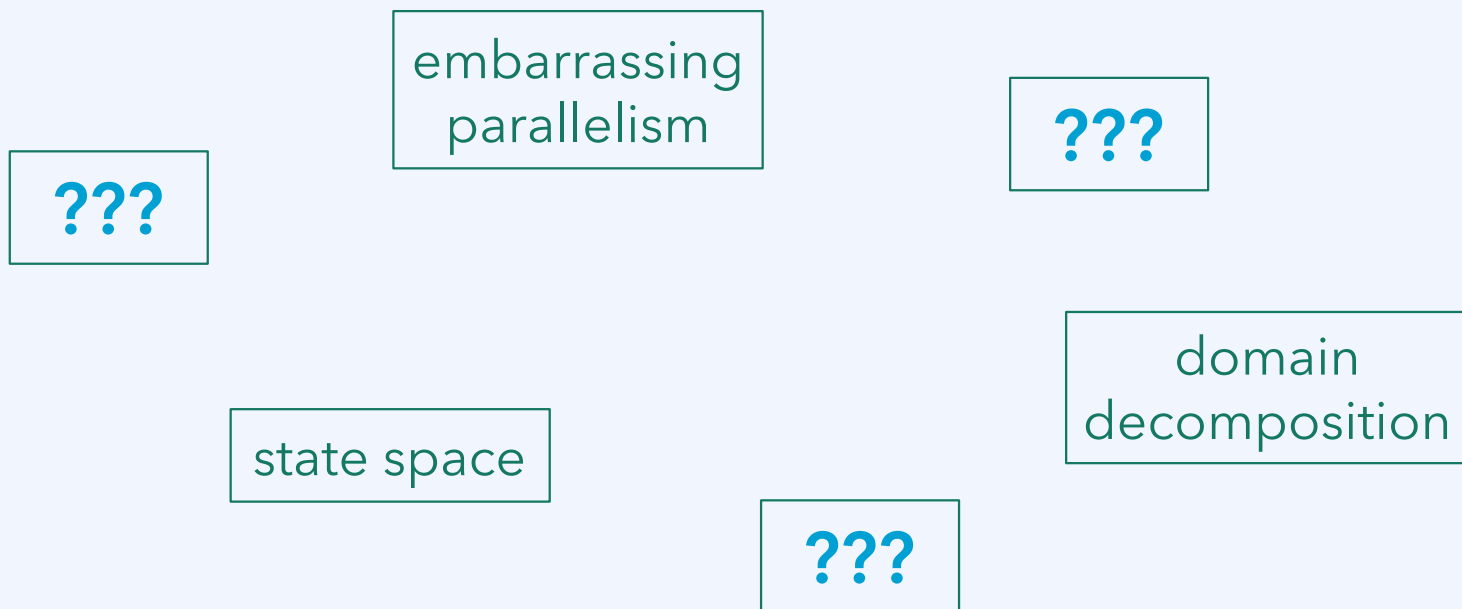 embarrassing
parallelism
???
???
domain
decomposition
state space
???